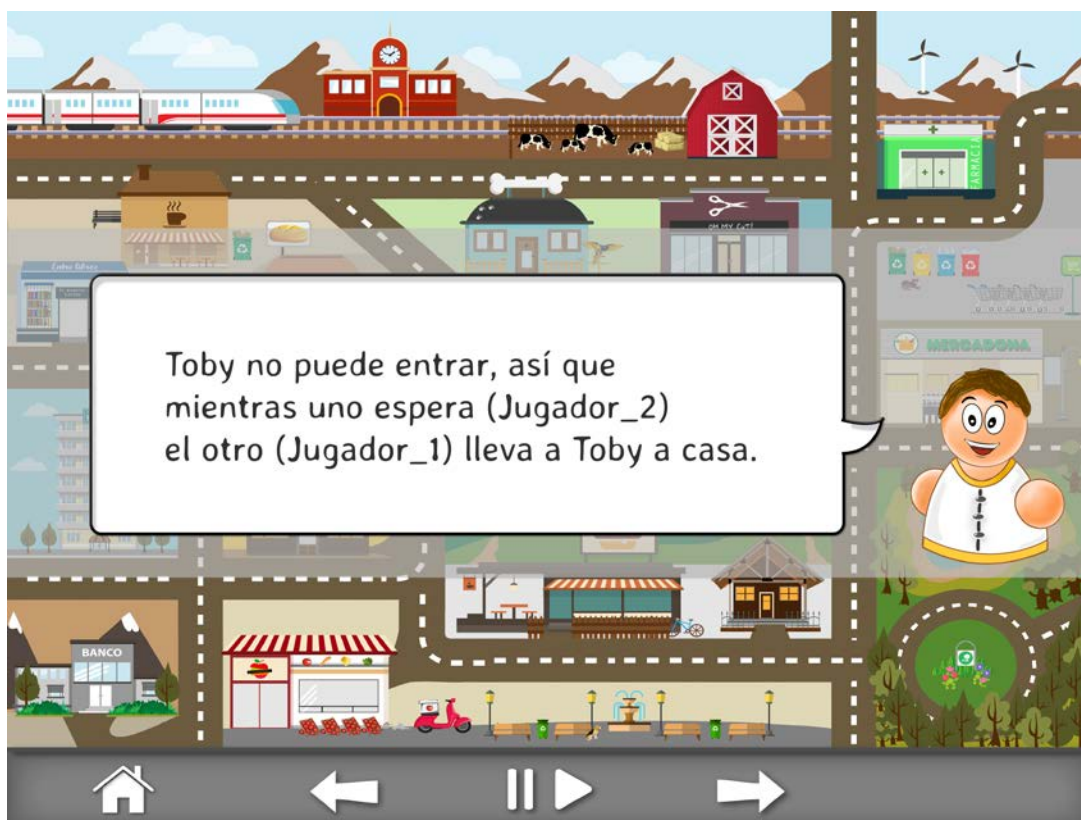 FARMACIA
OH MY CUT!
MERCADONA
Toby no puede entrar, así que
mientras uno espera (Jugador_2)
el otro (Jugador_1) lleva a Toby a casa.
BANCO